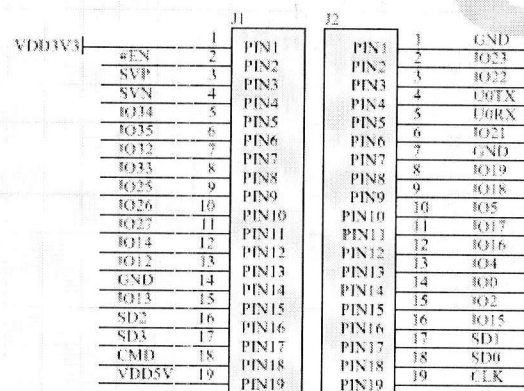 J1 J2
VDD3V3 1 PIN1 PIN1 1 GND
#EN 2 PIN2 PIN2 2 IO23
SVP 3 PIN3 PIN3 3 IO22
SVN 4 PIN4 PIN4 4 U0TX
IO34 5 PIN5 PIN5 5 U0RX
IO35 6 PIN6 PIN6 6 IO21
IO32 7 PIN7 PIN7 7 GND
IO33 8 PIN8 PIN8 8 IO19
IO25 9 PIN9 PIN9 9 IO18
IO26 10 PIN10 PIN10 10 IO5
IO27 11 PIN11 PIN11 11 IO17
IO14 12 PIN12 PIN12 12 IO16
IO12 13 PIN13 PIN13 13 IO4
GND 14 PIN14 PIN14 14 IO0
IO13 15 PIN15 PIN15 15 IO2
SD2 16 PIN16 PIN16 16 IO15
SD3 17 PIN17 PIN17 17 SD1
CMD 18 PIN18 PIN18 18 SD0
VDD5V 19 PIN19 PIN19 19 CLK